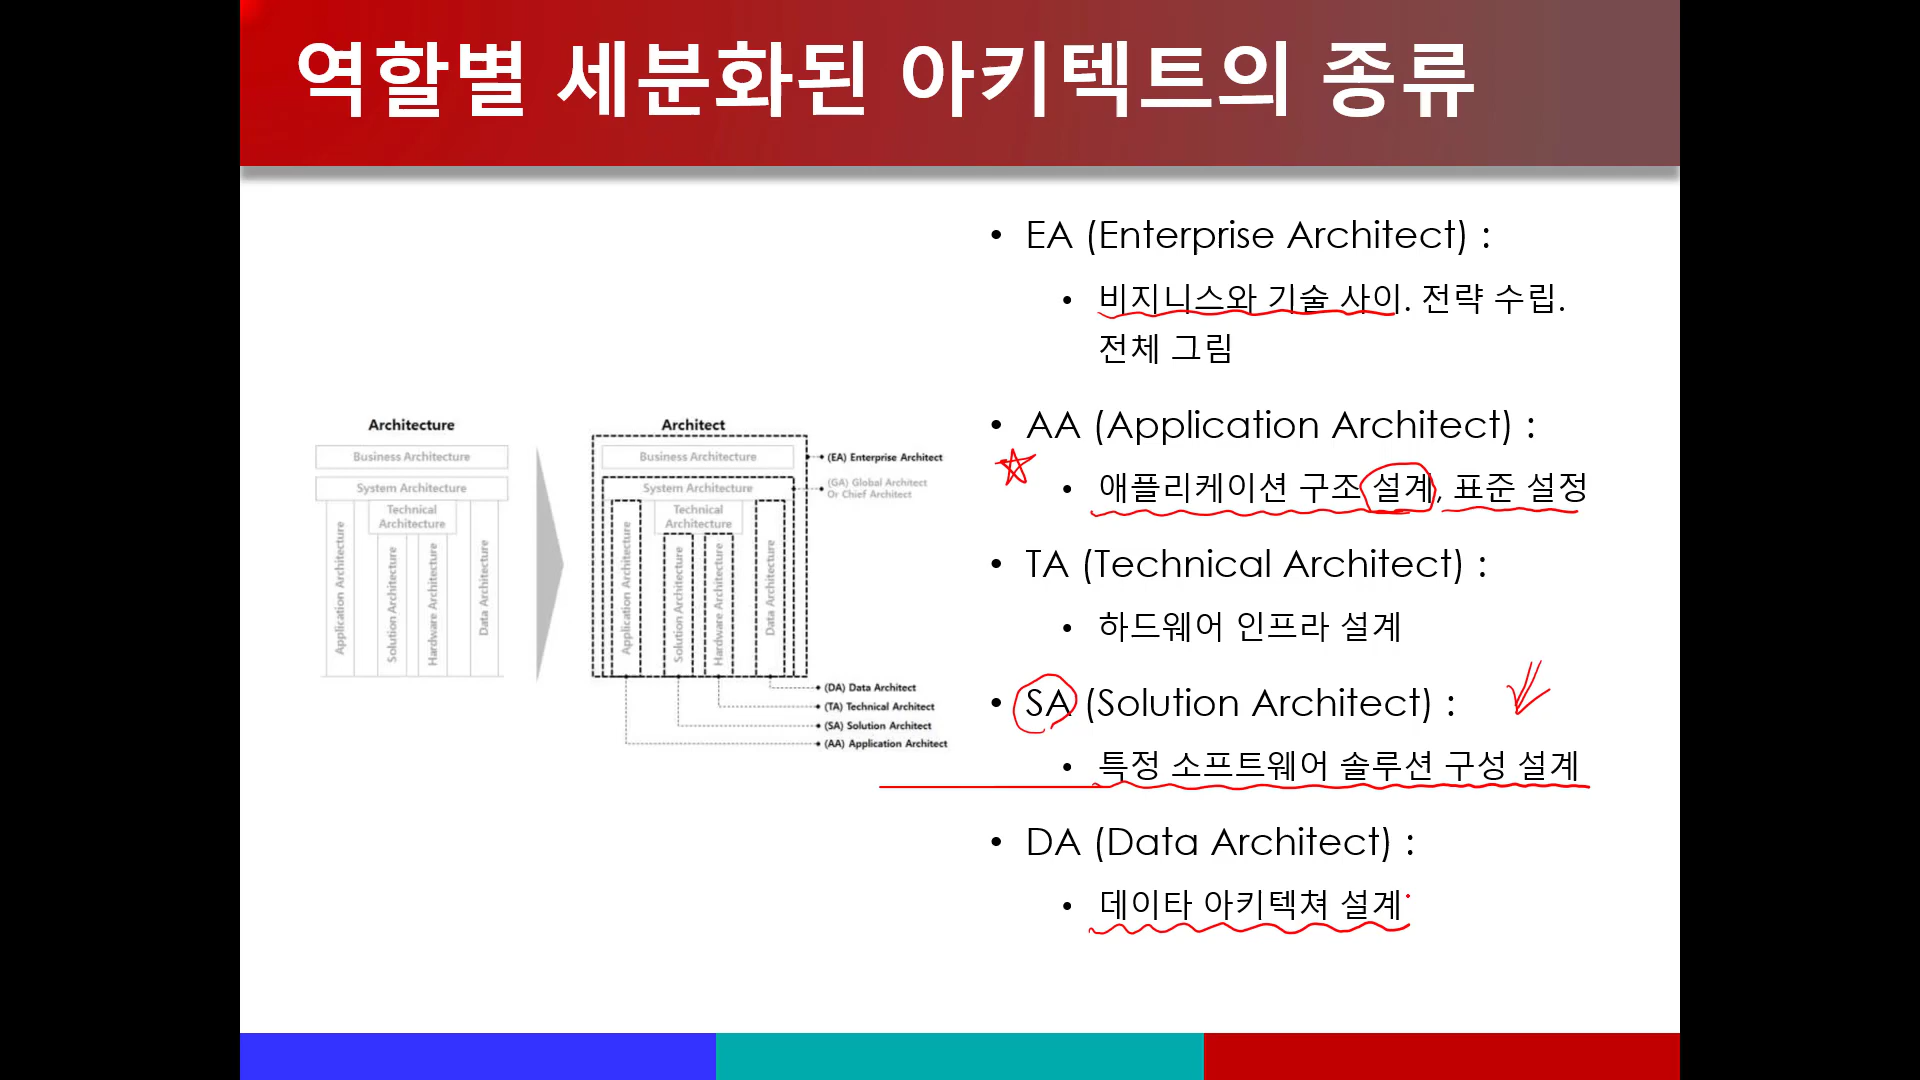 역할별 세분화된 아키텍트의 종류
Architecture
Business Architecture
System Architecture
Technical
Architecture
Application Architecture
Solution Architecture
Hardware Architecture
Data Architecture
Architect
Business Architecture
System Architecture
Technical
Architecture
Application Architecture
Solution Architecture
Hardware Architecture
Data Architecture
(EA) Enterprise Architect
(GA) Global Architect
Or Chief Architect
(DA) Data Architect
(TA) Technical Architect
(SA) Solution Architect
(AA) Application Architect
• EA (Enterprise Architect) :
• 비지니스와 기술 사이. 전략 수립.
전체 그림
• AA (Application Architect) :
• 애플리케이션 구조 설계, 표준 설정
• TA (Technical Architect) :
• 하드웨어 인프라 설계
• SA (Solution Architect) :
• 특정 소프트웨어 솔루션 구성 설계
• DA (Data Architect) :
• 데이타 아키텍쳐 설계